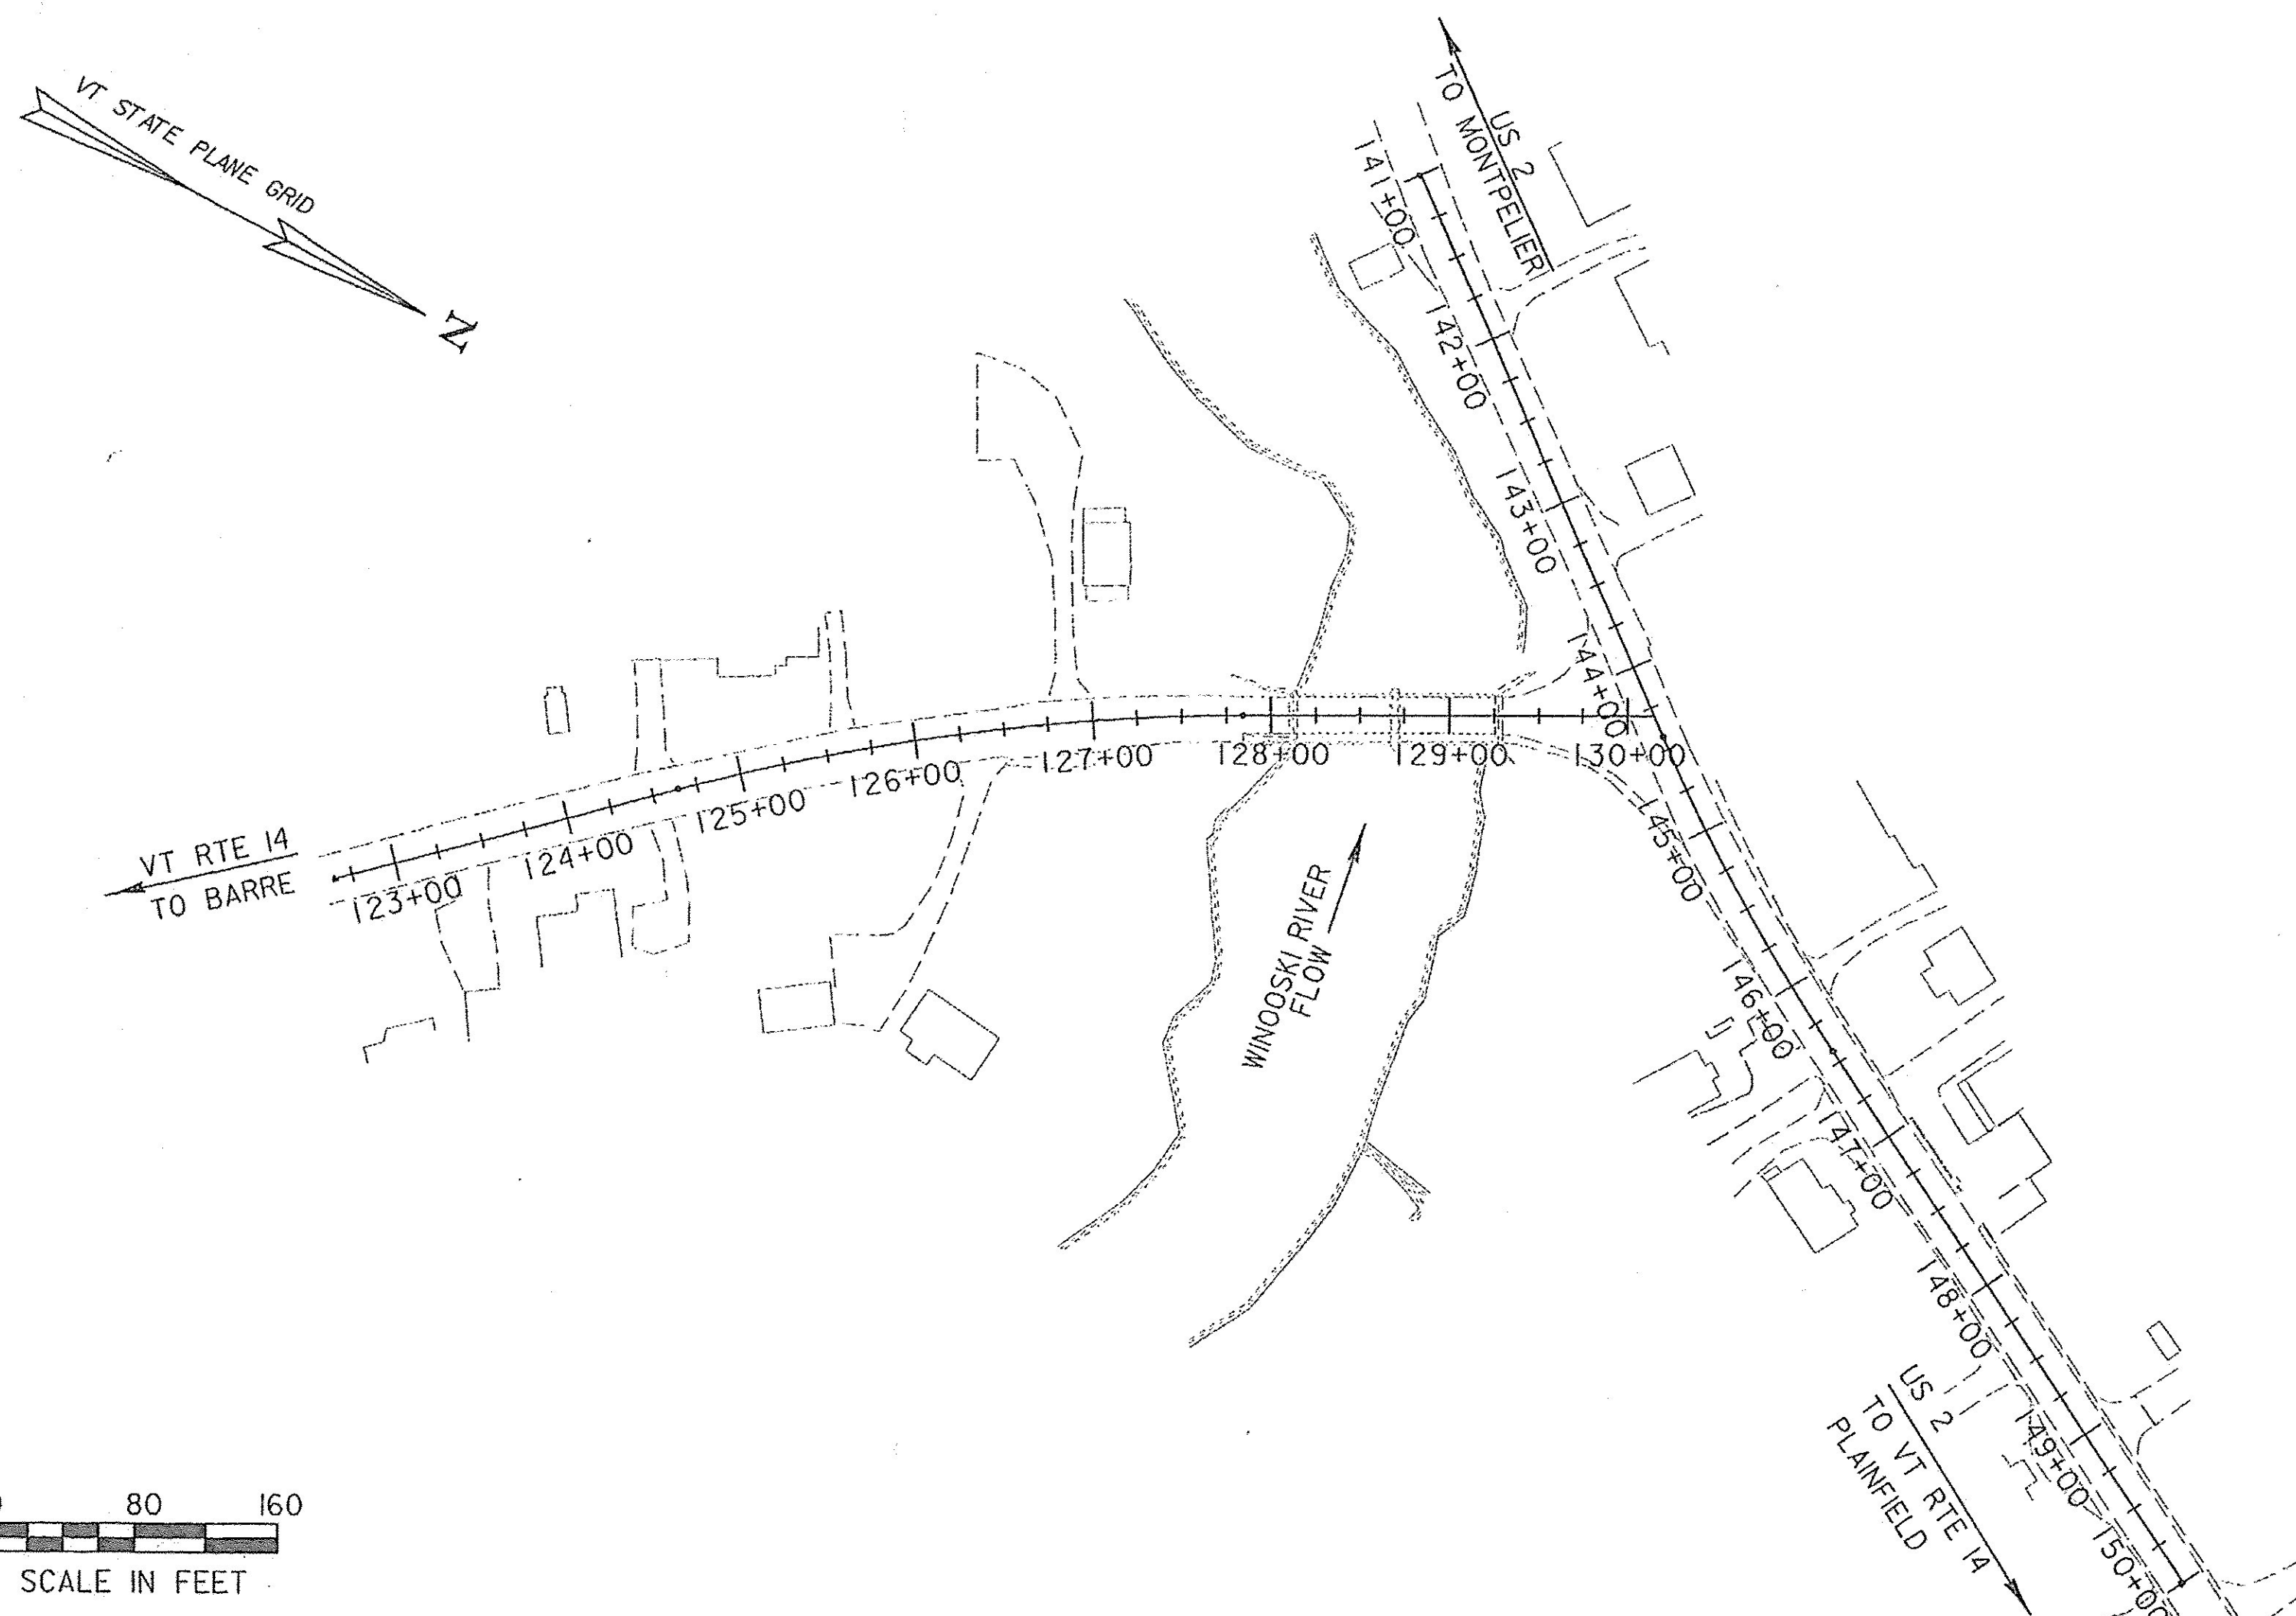 VT STATE PLANE GRID
N
US 2
TO MONTPELIER
141+00
142+00
143+00
144+00
145+00
146+00
147+00
148+00
149+00
150+00
VT RTE 14
TO BARRE
123+00
124+00
125+00
126+00
127+00
128+00
129+00
130+00
WINOOSKI RIVER
FLOW
US 2
TO VT RTE 14
PLAINFIELD
80
160
SCALE IN FEET